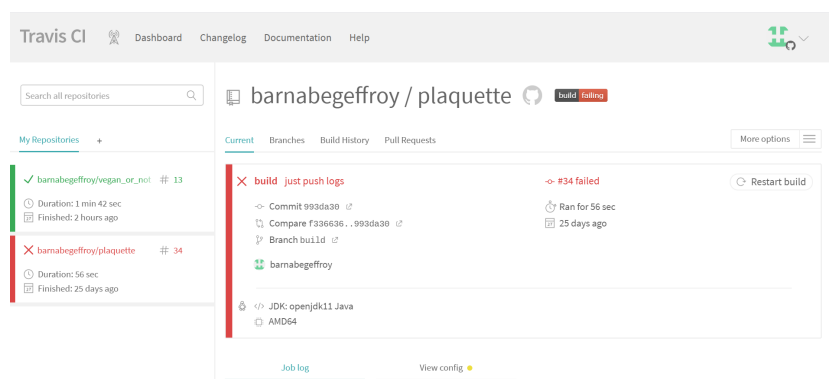 Travis CI Dashboard Changelog Documentation Help
Search all repositories
My Repositories +
barnabegeffroy/vegan_or_not # 13
Duration: 1 min 42 sec
Finished: 2 hours ago
barnabegeffroy/plaquette # 34
Duration: 56 sec
Finished: 25 days ago
barnabegeffroy / plaquette build failing
Current Branches Build History Pull Requests More options
build just push logs #34 failed Restart build
Commit 993da30 Ran for 56 sec
Compare f336636..993da30 25 days ago
Branch build
barnabegeffroy
JDK: openjdk11 Java
AMD64
Job log View config